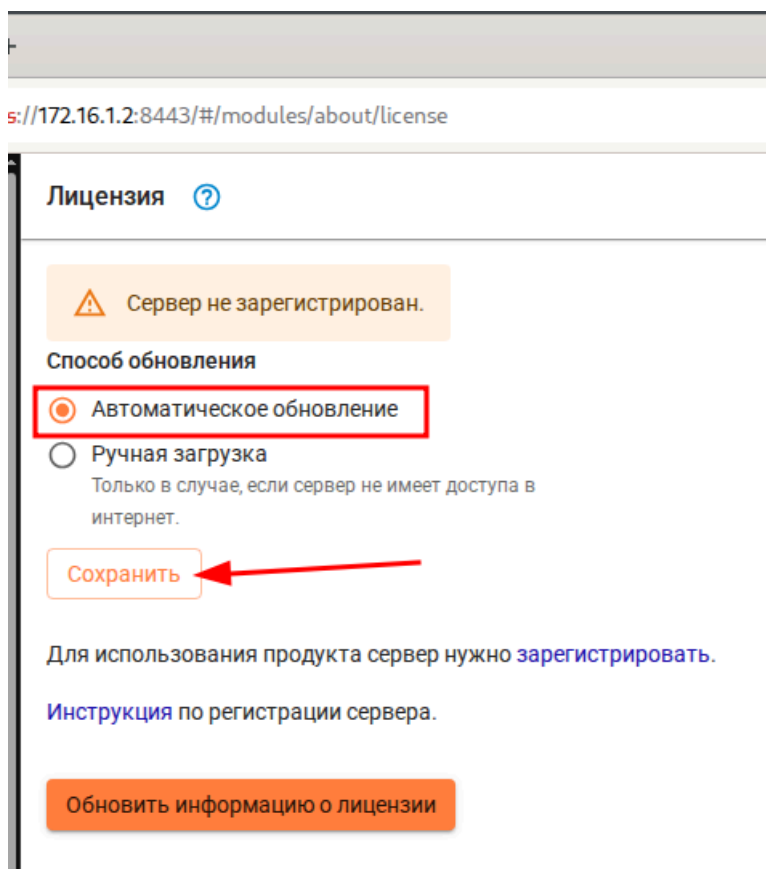 s://172.16.1.2:8443/#/modules/about/license
Лицензия ?
Сервер не зарегистрирован.
Способ обновления
Автоматическое обновление
Ручная загрузка
Только в случае, если сервер не имеет доступа в
интернет.
Сохранить
Для использования продукта сервер нужно зарегистрировать.
Инструкция по регистрации сервера.
Обновить информацию о лицензии